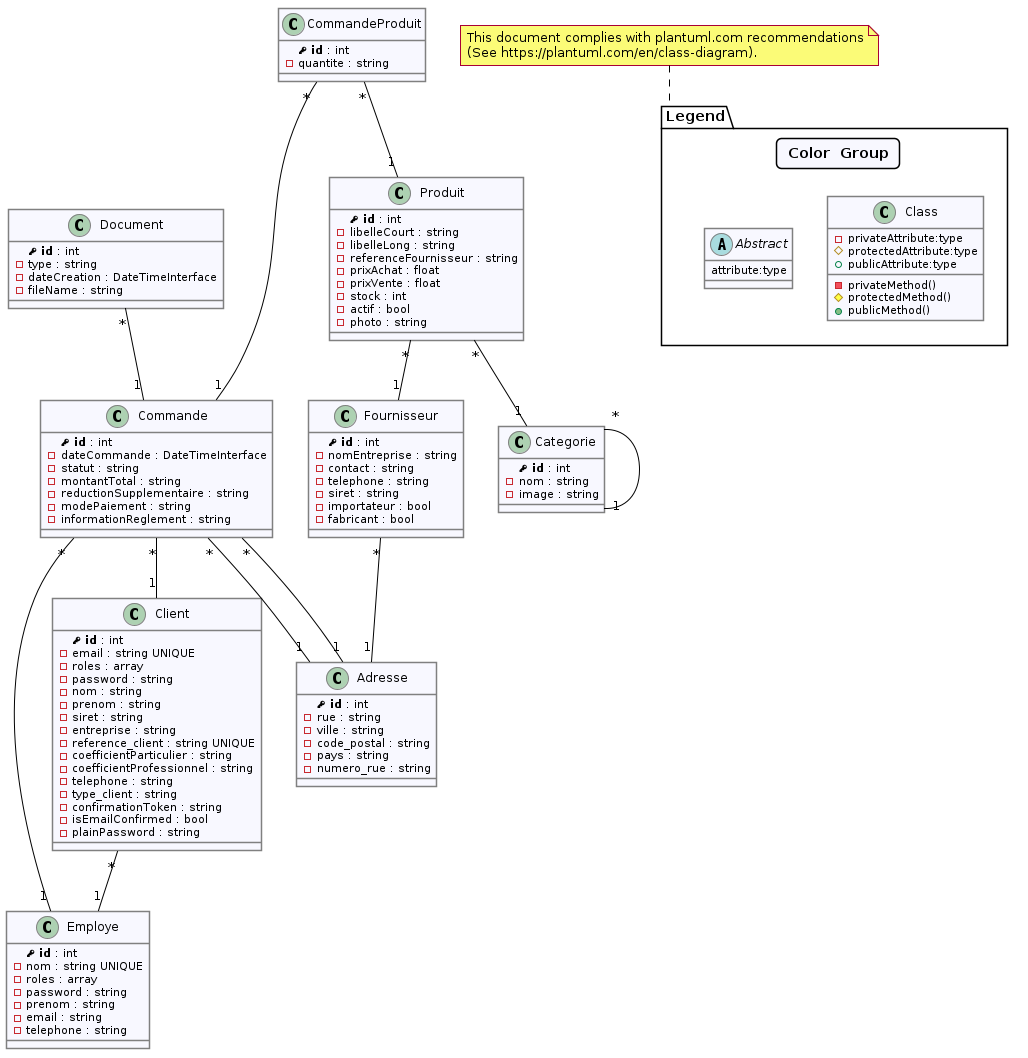 CommandeProduit
id : int
quantite : string
*
*
1
1
This document complies with plantuml.com recommendations
(See https://plantuml.com/en/class-diagram).
Legend
Color Group
A Abstract
attribute:type
C Class
privateAttribute:type
protectedAttribute:type
publicAttribute:type
privateMethod()
protectedMethod()
publicMethod()
C Document
id : int
type : string
dateCreation : DateTimeInterface
fileName : string
*
1
C Produit
id : int
libelleCourt : string
libelleLong : string
referenceFournisseur : string
prixAchat : float
prixVente : float
stock : int
actif : bool
photo : string
*
*
1
1
C Commande
id : int
dateCommande : DateTimeInterface
statut : string
montantTotal : string
reductionSupplementaire : string
modePaiement : string
informationReglement : string
*
*
*
*
C Fournisseur
id : int
nomEntreprise : string
contact : string
telephone : string
siret : string
importateur : bool
fabricant : bool
*
C Categorie
id : int
nom : string
image : string
*
1
1
1
1
1
C Client
id : int
email : string UNIQUE
roles : array
password : string
nom : string
prenom : string
siret : string
entreprise : string
reference_client : string UNIQUE
coefficientParticulier : string
coefficientProfessionnel : string
telephone : string
type_client : string
confirmationToken : string
isEmailConfirmed : bool
plainPassword : string
*
C Adresse
id : int
rue : string
ville : string
code_postal : string
pays : string
numero_rue : string
1
1
C Employe
id : int
nom : string UNIQUE
roles : array
password : string
prenom : string
email : string
telephone : string